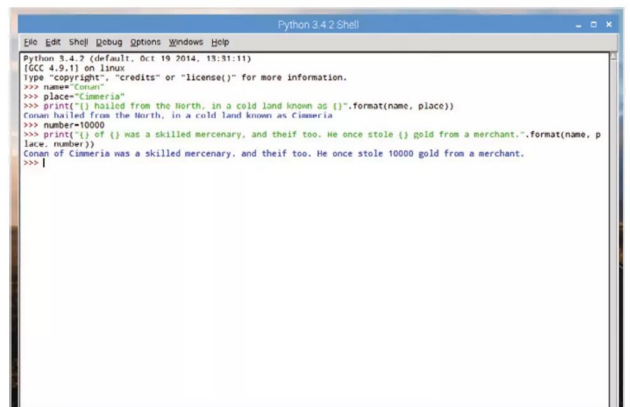 Python 3.4.2 Shell
File Edit Shell Debug Options Windows Help
Python 3.4.2 (default, Oct 19 2014, 13:31:11)
[GCC 4.9.1] on linux
Type "copyright", "credits" or "license()" for more information.
>>> name="Conan"
>>> place="Cimmeria"
>>> print("{} hailed from the North, in a cold land known as {}".format(name, place))
Conan hailed from the North, in a cold land known as Cimmeria
>>> number=10000
>>> print("{} of {} was a skilled mercenary, and theif too. He once stole {} gold from a merchant.".format(name, p
lace, number))
Conan of Cimmeria was a skilled mercenary, and theif too. He once stole 10000 gold from a merchant.
>>>